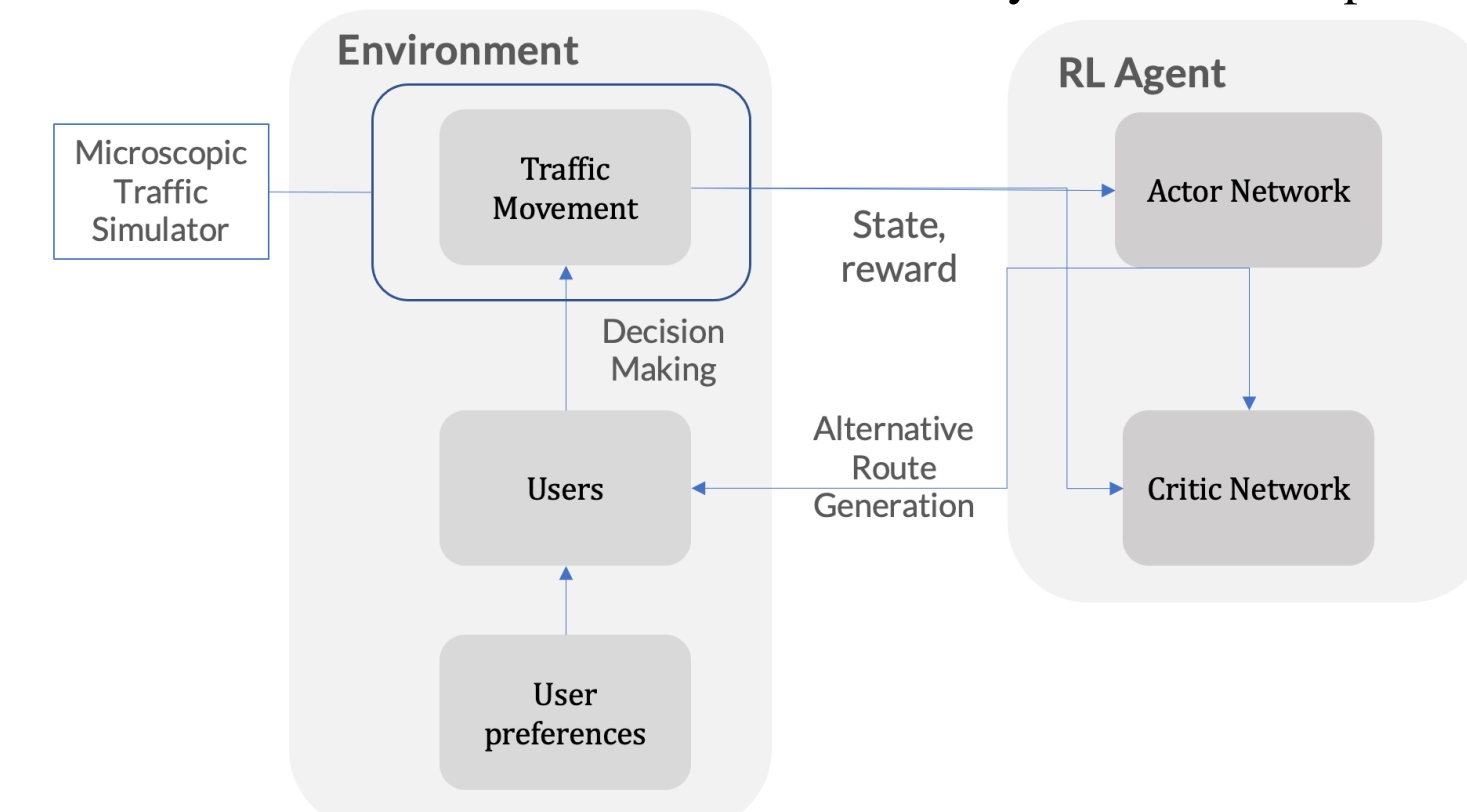 Environment
RL Agent
Microscopic
Traffic
Simulator
Traffic
Movement
State,
reward
Actor Network
Decision
Making
Users
Alternative
Route
Generation
Critic Network
User
preferences